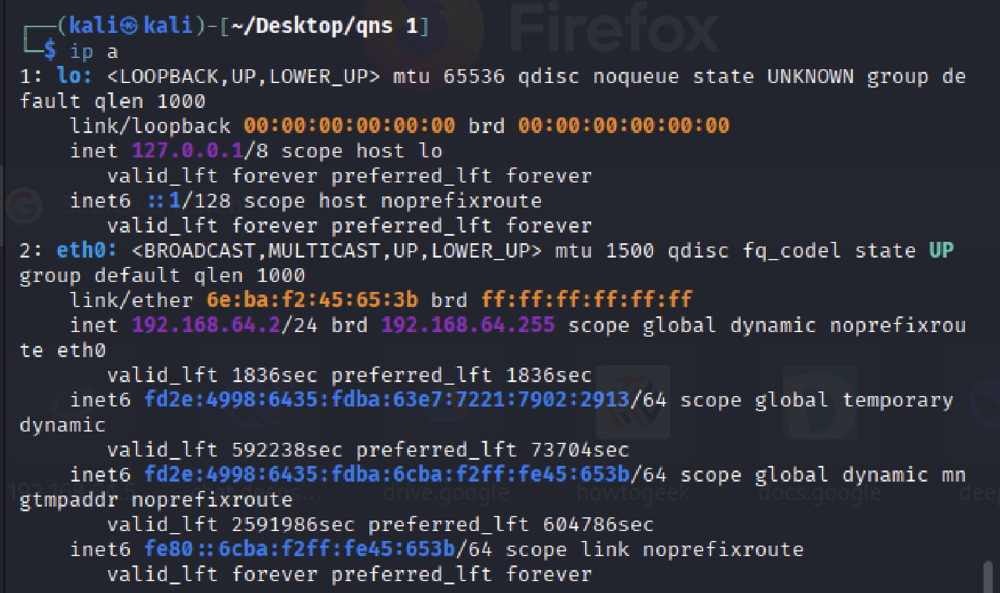 ┌──(kali㉿kali)-[~/Desktop/qns 1]
└─$ ip a
1: lo: <LOOPBACK,UP,LOWER_UP> mtu 65536 qdisc noqueue state UNKNOWN group de
fault qlen 1000
    link/loopback 00:00:00:00:00:00 brd 00:00:00:00:00:00
    inet 127.0.0.1/8 scope host lo
       valid_lft forever preferred_lft forever
    inet6 ::1/128 scope host noprefixroute
       valid_lft forever preferred_lft forever
2: eth0: <BROADCAST,MULTICAST,UP,LOWER_UP> mtu 1500 qdisc fq_codel state UP
group default qlen 1000
    link/ether 6e:ba:f2:45:65:3b brd ff:ff:ff:ff:ff:ff
    inet 192.168.64.2/24 brd 192.168.64.255 scope global dynamic noprefixrou
te eth0
       valid_lft 1836sec preferred_lft 1836sec
    inet6 fd2e:4998:6435:fdba:63e7:7221:7902:2913/64 scope global temporary
dynamic
       valid_lft 592238sec preferred_lft 73704sec
    inet6 fd2e:4998:6435:fdba:6cba:f2ff:fe45:653b/64 scope global dynamic mn
gtmpaddr noprefixroute
       valid_lft 2591986sec preferred_lft 604786sec
    inet6 fe80::6cba:f2ff:fe45:653b/64 scope link noprefixroute
       valid_lft forever preferred_lft forever
Firefox
drive.google
howtogeek
docs.google